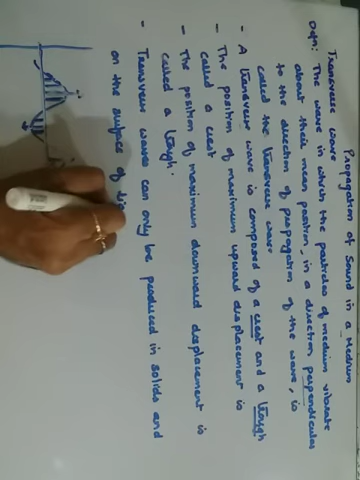 Propagation of Sound in a Medium
Transverse wave
Defn: The wave in which the particles of medium vibrate
about their mean position, in a direction perpendicular
to the direction of propagation of the wave, is
called the transverse wave
- A transverse wave is composed of a crest and a trough
- The position of maximum upward displacement is
called a crest
- The position of maximum downward displacement is
called a trough.
- Transverse waves can only be produced in solids and
on the surface of